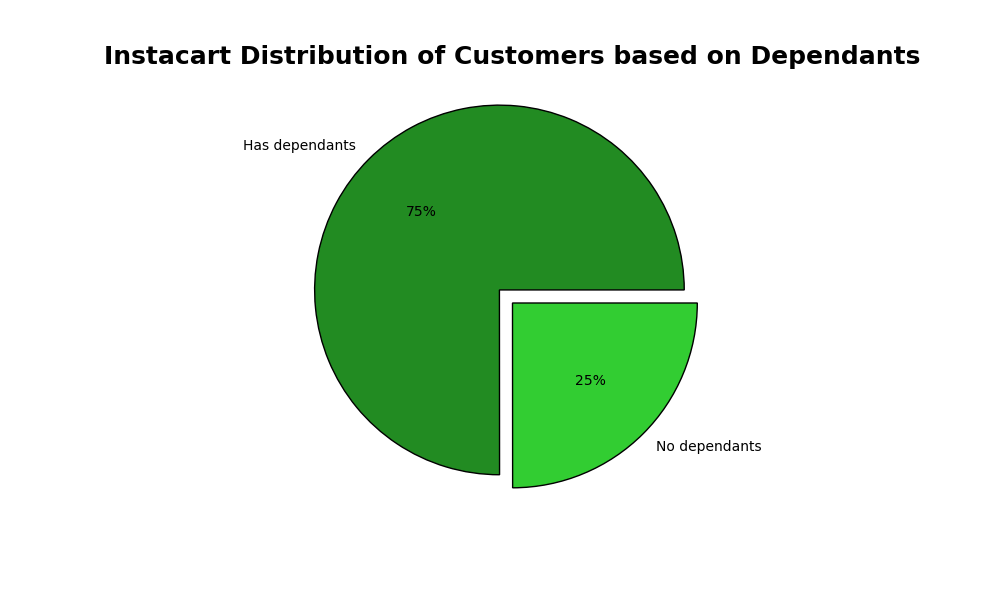 Instacart Distribution of Customers based on Dependants
Has dependants
75%
25%
No dependants